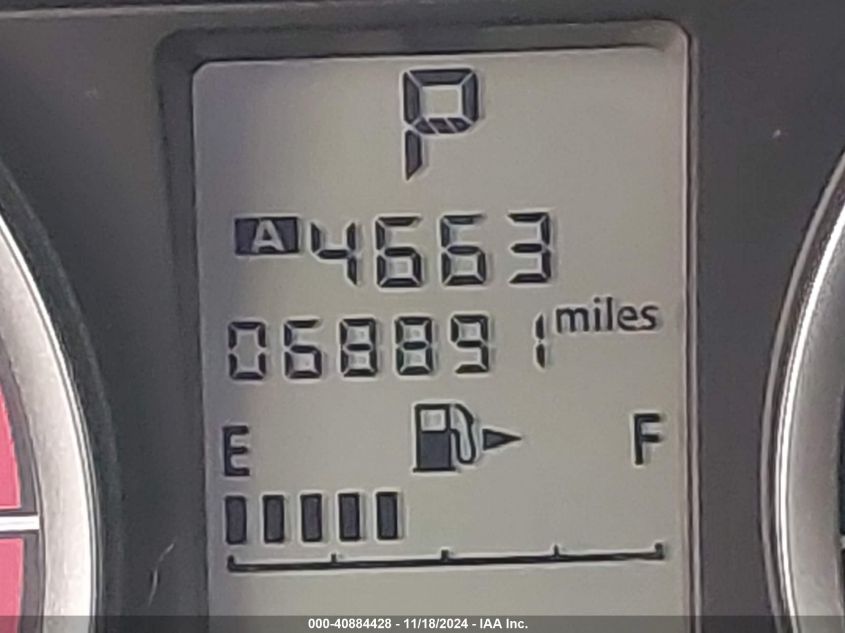 P
A 4663
068891 miles
E F
000-40884428 - 11/18/2024 - IAA Inc.